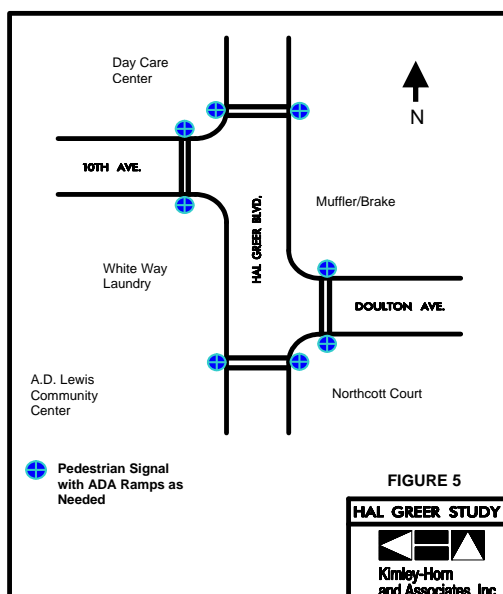 Day Care
Center
N
10TH AVE.
HAL GREER BLVD.
Muffler/Brake
White Way
Laundry
DOULTON AVE.
A.D. Lewis
Community
Center
Northcott Court
Pedestrian Signal
with ADA Ramps as
Needed
FIGURE 5
HAL GREER STUDY
Kimley-Horn
and Associates, Inc